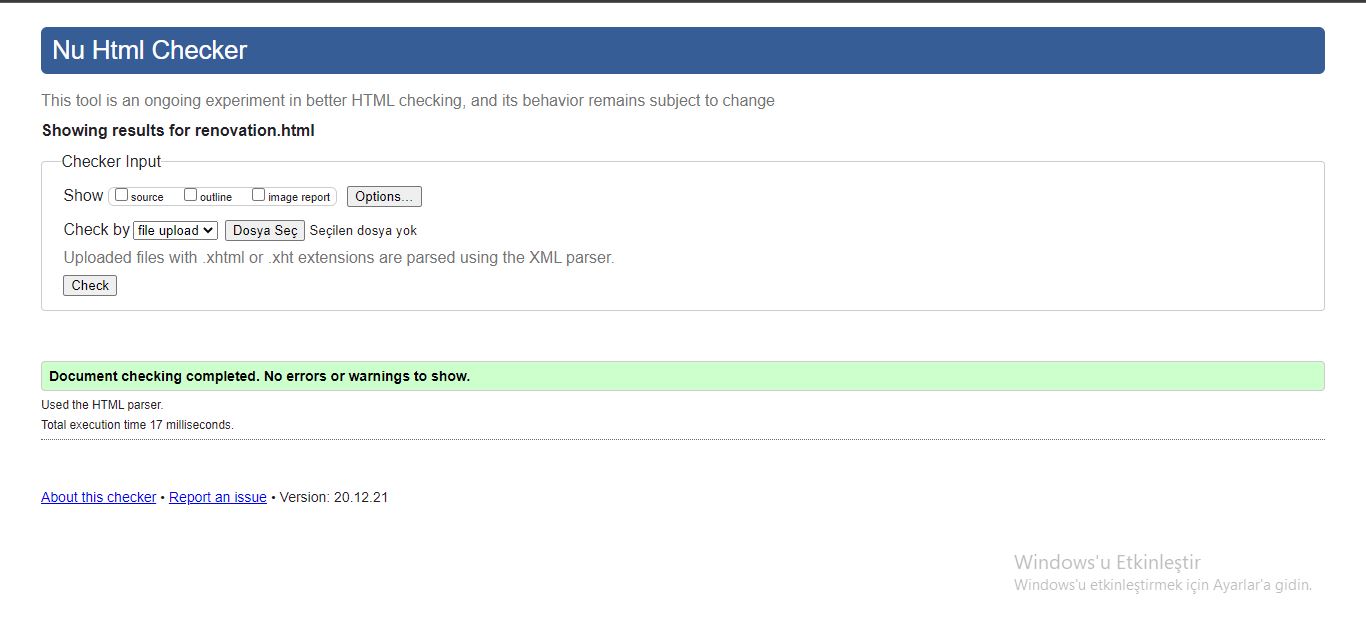 Nu Html Checker
This tool is an ongoing experiment in better HTML checking, and its behavior remains subject to change
Showing results for renovation.html
Checker Input
Show source outline image report Options...
Check by file upload Dosya Seç Seçilen dosya yok
Uploaded files with .xhtml or .xht extensions are parsed using the XML parser.
Check
Document checking completed. No errors or warnings to show.
Used the HTML parser.
Total execution time 17 milliseconds.
About this checker • Report an issue • Version: 20.12.21
Windows'u Etkinleştir
Windows'u etkinleştirmek için Ayarlar'a gidin.